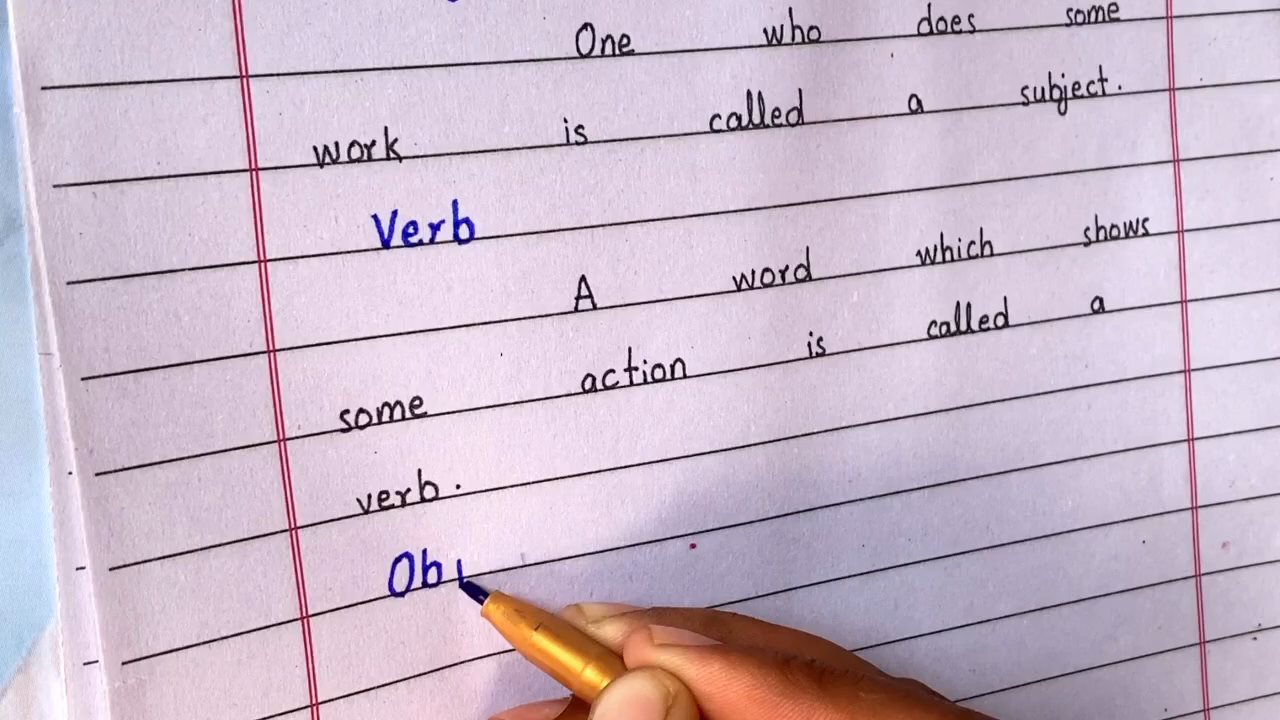 One who does some
work is called a subject.
Verb
A word which shows
some action is called a
verb.
Ob